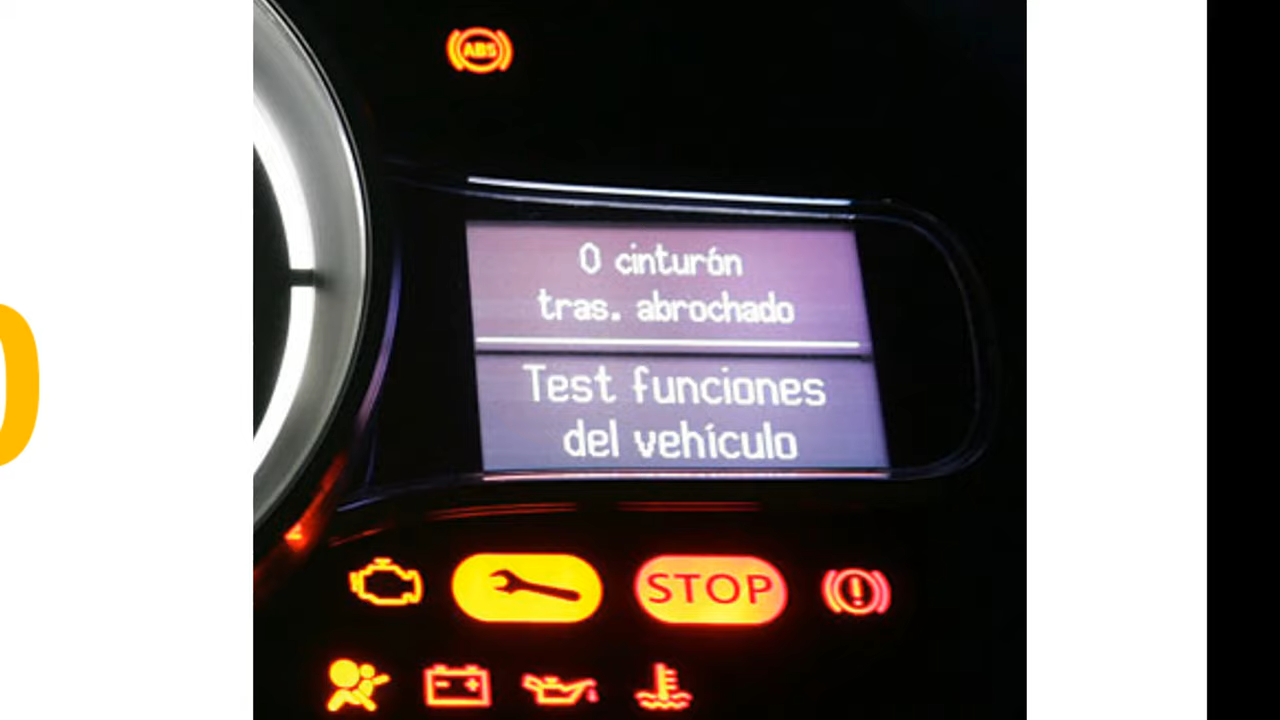 ABS
0 cinturón
tras. abrochado
Test funciones
del vehículo
STOP